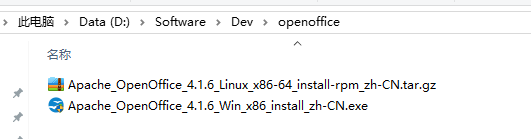 此电脑 › Data (D:) › Software › Dev › openoffice
名称
Apache_OpenOffice_4.1.6_Linux_x86-64_install-rpm_zh-CN.tar.gz
Apache_OpenOffice_4.1.6_Win_x86_install_zh-CN.exe